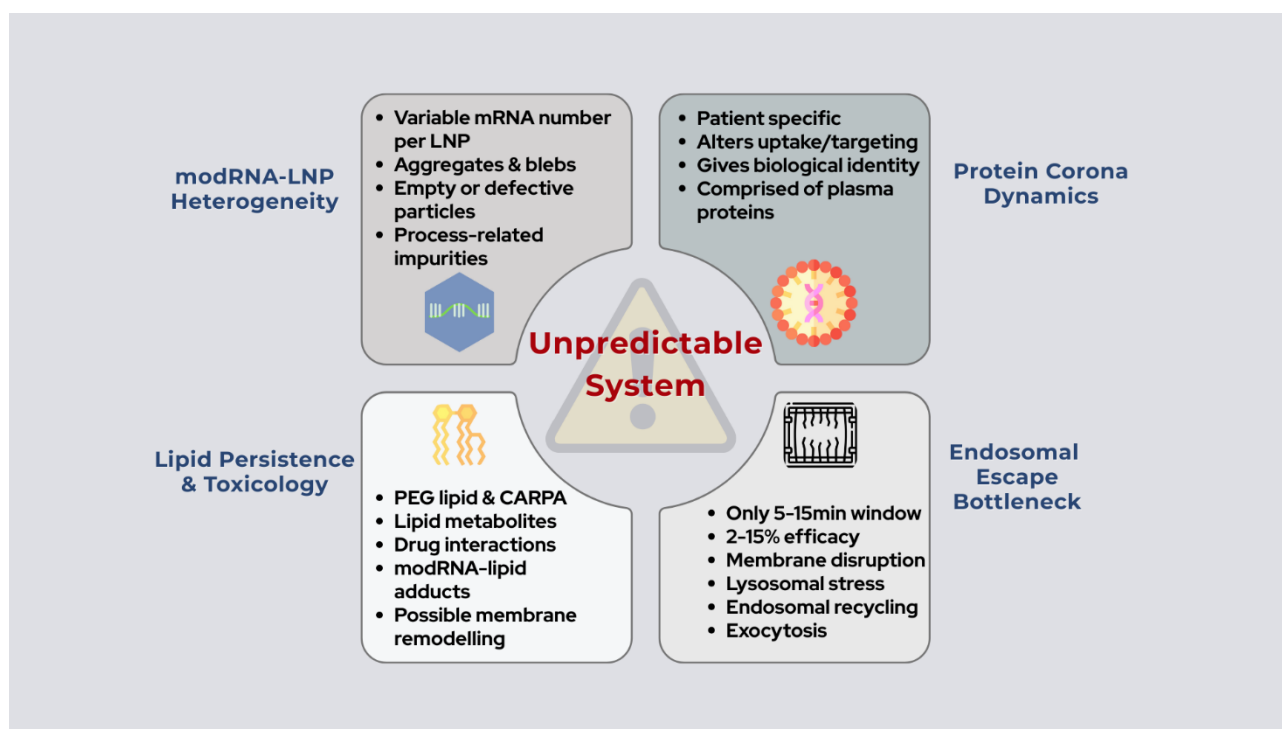 modRNA-LNP
Heterogeneity
• Variable mRNA number
per LNP
• Aggregates & blebs
• Empty or defective
particles
• Process-related
impurities
• Patient specific
• Alters uptake/targeting
• Gives biological identity
• Comprised of plasma
proteins
Protein Corona
Dynamics
Unpredictable
System
Lipid Persistence
& Toxicology
• PEG lipid & CARPA
• Lipid metabolites
• Drug interactions
• modRNA-lipid
adducts
• Possible membrane
remodelling
• Only 5-15min window
• 2-15% efficacy
• Membrane disruption
• Lysosomal stress
• Endosomal recycling
• Exocytosis
Endosomal
Escape
Bottleneck